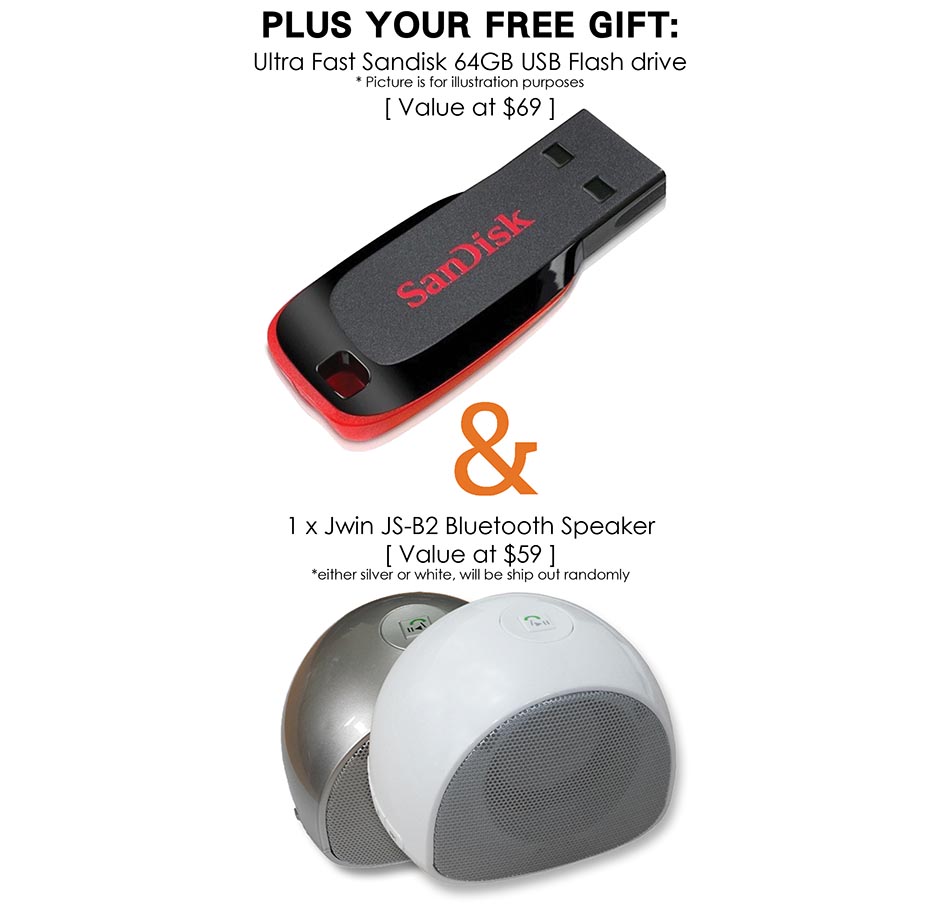 PLUS YOUR FREE GIFT:
Ultra Fast Sandisk 64GB USB Flash drive
* Picture is for illustration purposes
[ Value at $69 ]
SanDisk
&
1 x Jwin JS-B2 Bluetooth Speaker
[ Value at $59 ]
*either silver or white, will be ship out randomly